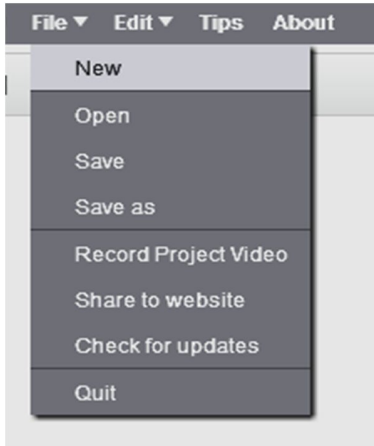 File ▼ Edit ▼ Tips About
New
Open
Save
Save as
Record Project Video
Share to website
Check for updates
Quit